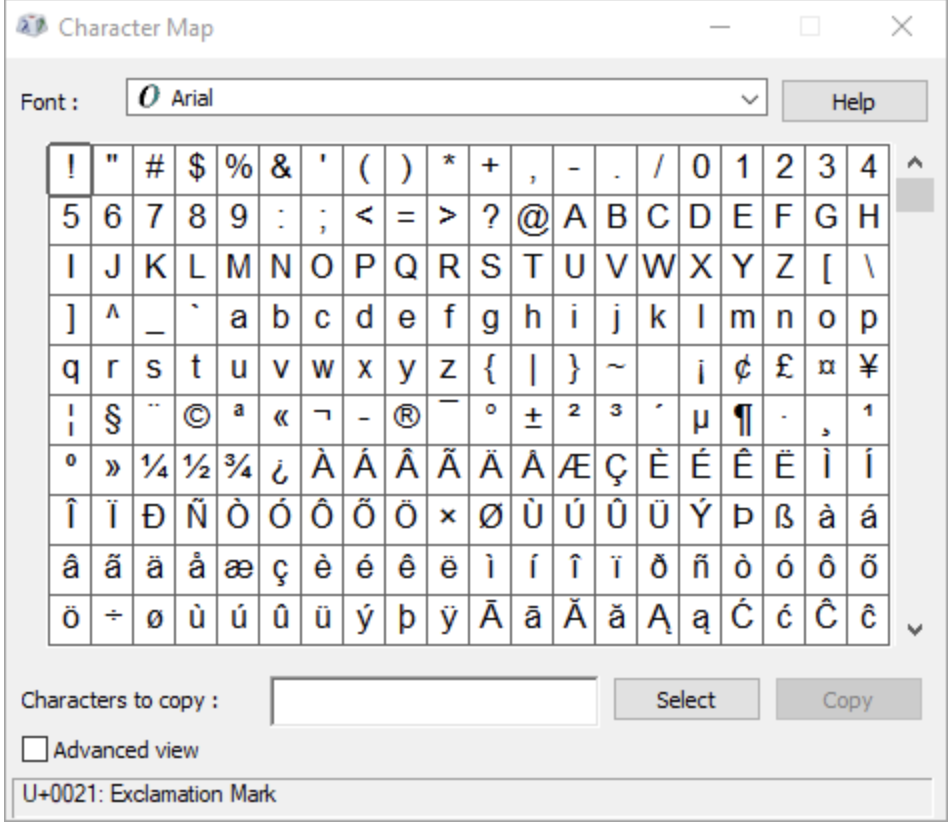 Character Map
Font : O Arial Help
! " # $ % & ' ( ) * + , - . / 0 1 2 3 4
5 6 7 8 9 : ; < = > ? @ A B C D E F G H
I J K L M N O P Q R S T U V W X Y Z [ \
] ^ _ ` a b c d e f g h i j k l m n o p
q r s t u v w x y z { | } ~   ¡ ¢ £ ¤ ¥
¦ § ¨ © ª « ¬ - ® ¯ ° ± ² ³ ´ µ ¶ · ¸ ¹
º » ¼ ½ ¾ ¿ À Á Â Ã Ä Å Æ Ç È É Ê Ë Ì Í
Î Ï Ð Ñ Ò Ó Ô Õ Ö × Ø Ù Ú Û Ü Ý Þ ß à á
â ã ä å æ ç è é ê ë ì í î ï ð ñ ò ó ô õ
ö ÷ ø ù ú û ü ý þ ÿ Ā ā Ă ă Ą ą Ć ć Ĉ ĉ
Characters to copy : Select Copy
Advanced view
U+0021: Exclamation Mark